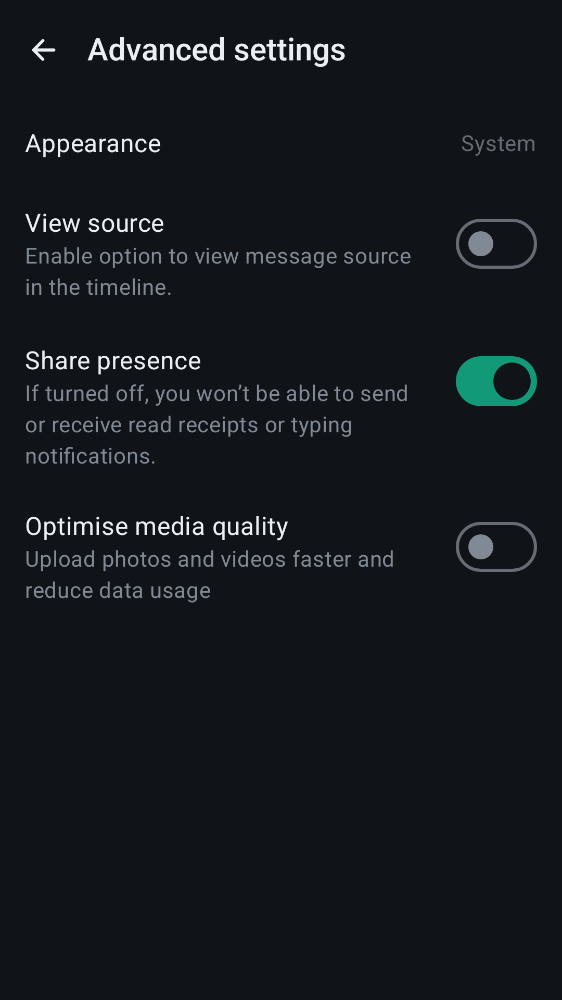 Advanced settings
Appearance
System
View source
Enable option to view message source
in the timeline.
Share presence
If turned off, you won’t be able to send
or receive read receipts or typing
notifications.
Optimise media quality
Upload photos and videos faster and
reduce data usage